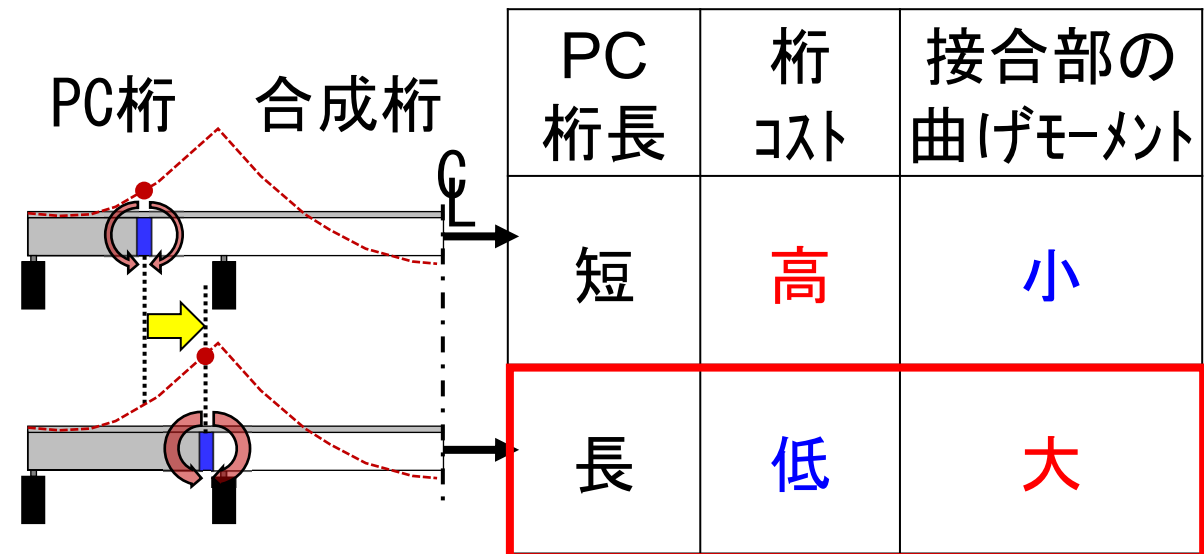 PC桁 合成桁
℄
PC
桁長
桁
コスト
接合部の
曲げモーメント
短
高
小
長
低
大